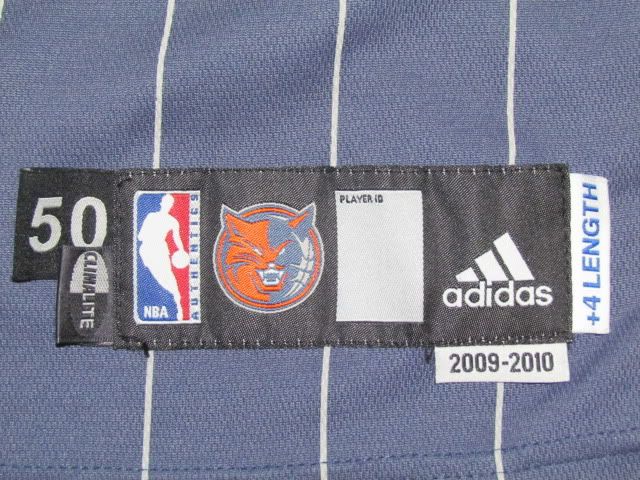 50
CLIMALITE
NBA
AUTHENTICS
PLAYER ID
adidas
+4 LENGTH
2009-2010